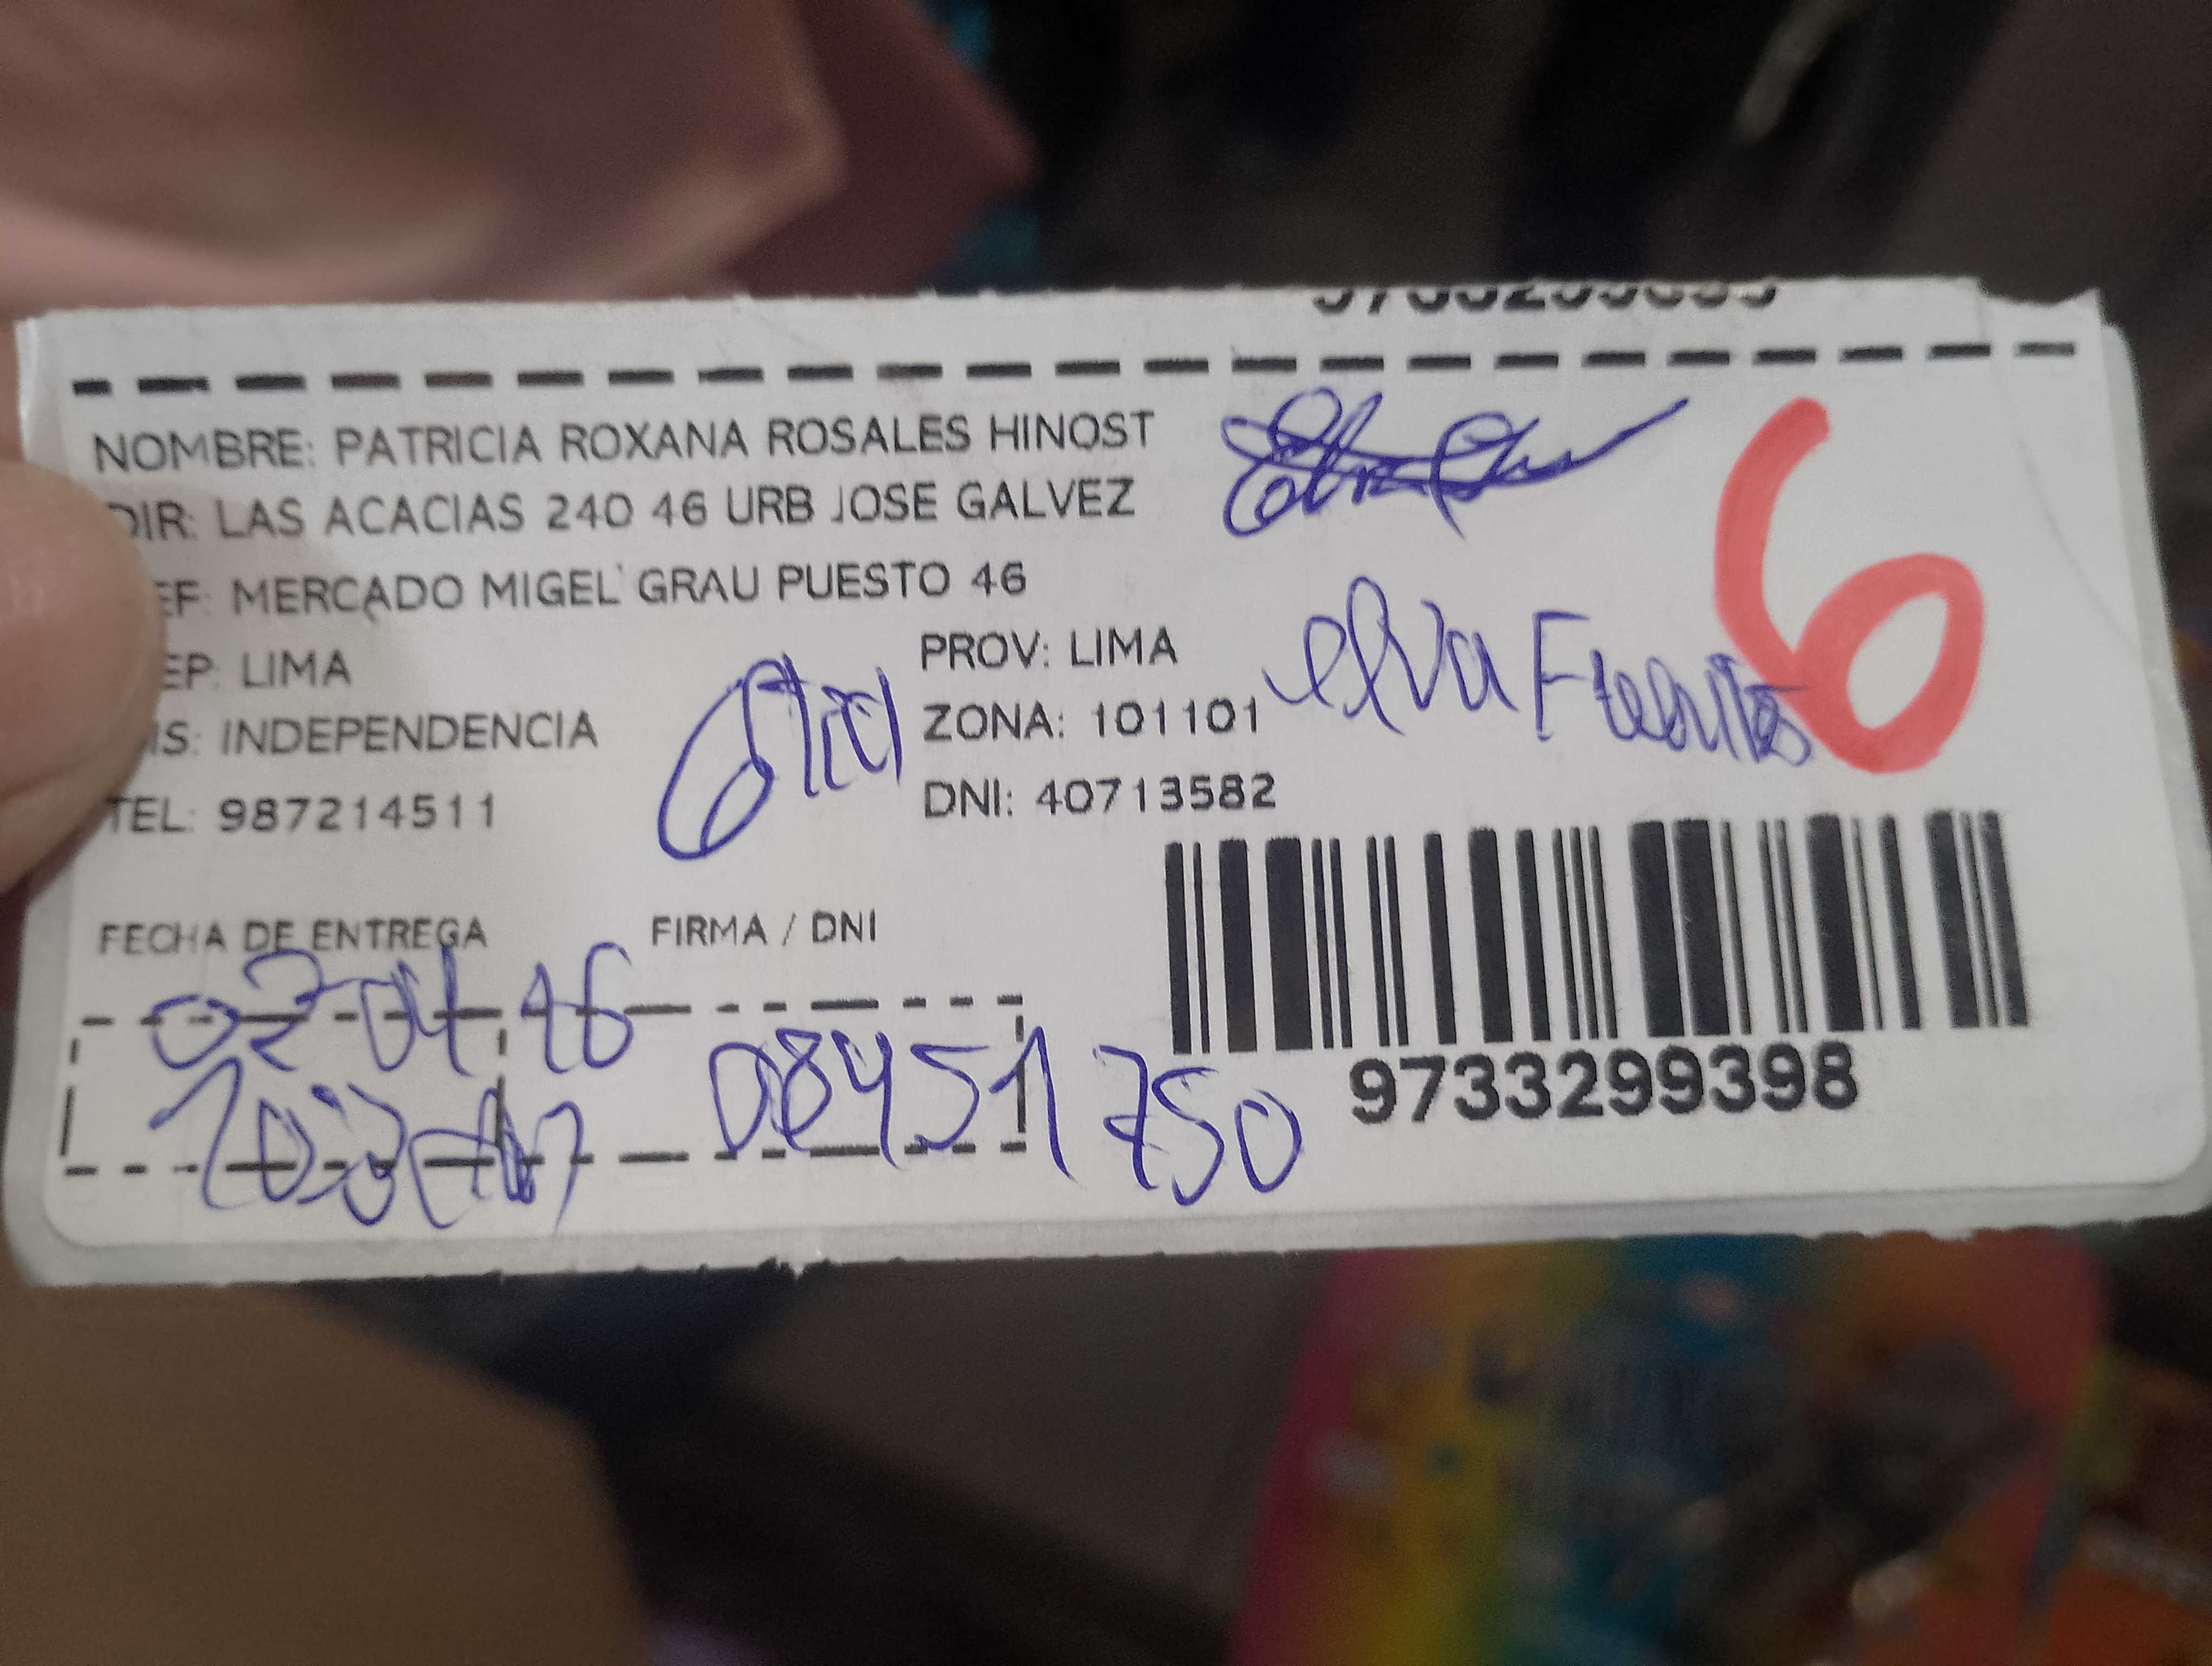 NOMBRE: PATRICIA ROXANA ROSALES HINOST
DIR: LAS ACACIAS 240 46 URB JOSE GALVEZ
EF: MERCADO MIGEL GRAU PUESTO 46
EP: LIMA
PROV: LIMA
elva Fuentes
6
IS: INDEPENDENCIA
ZONA: 101101
TEL: 987214511
DNI: 40713582
FECHA DE ENTREGA
FIRMA / DNI
02-04
08451750
9733299398